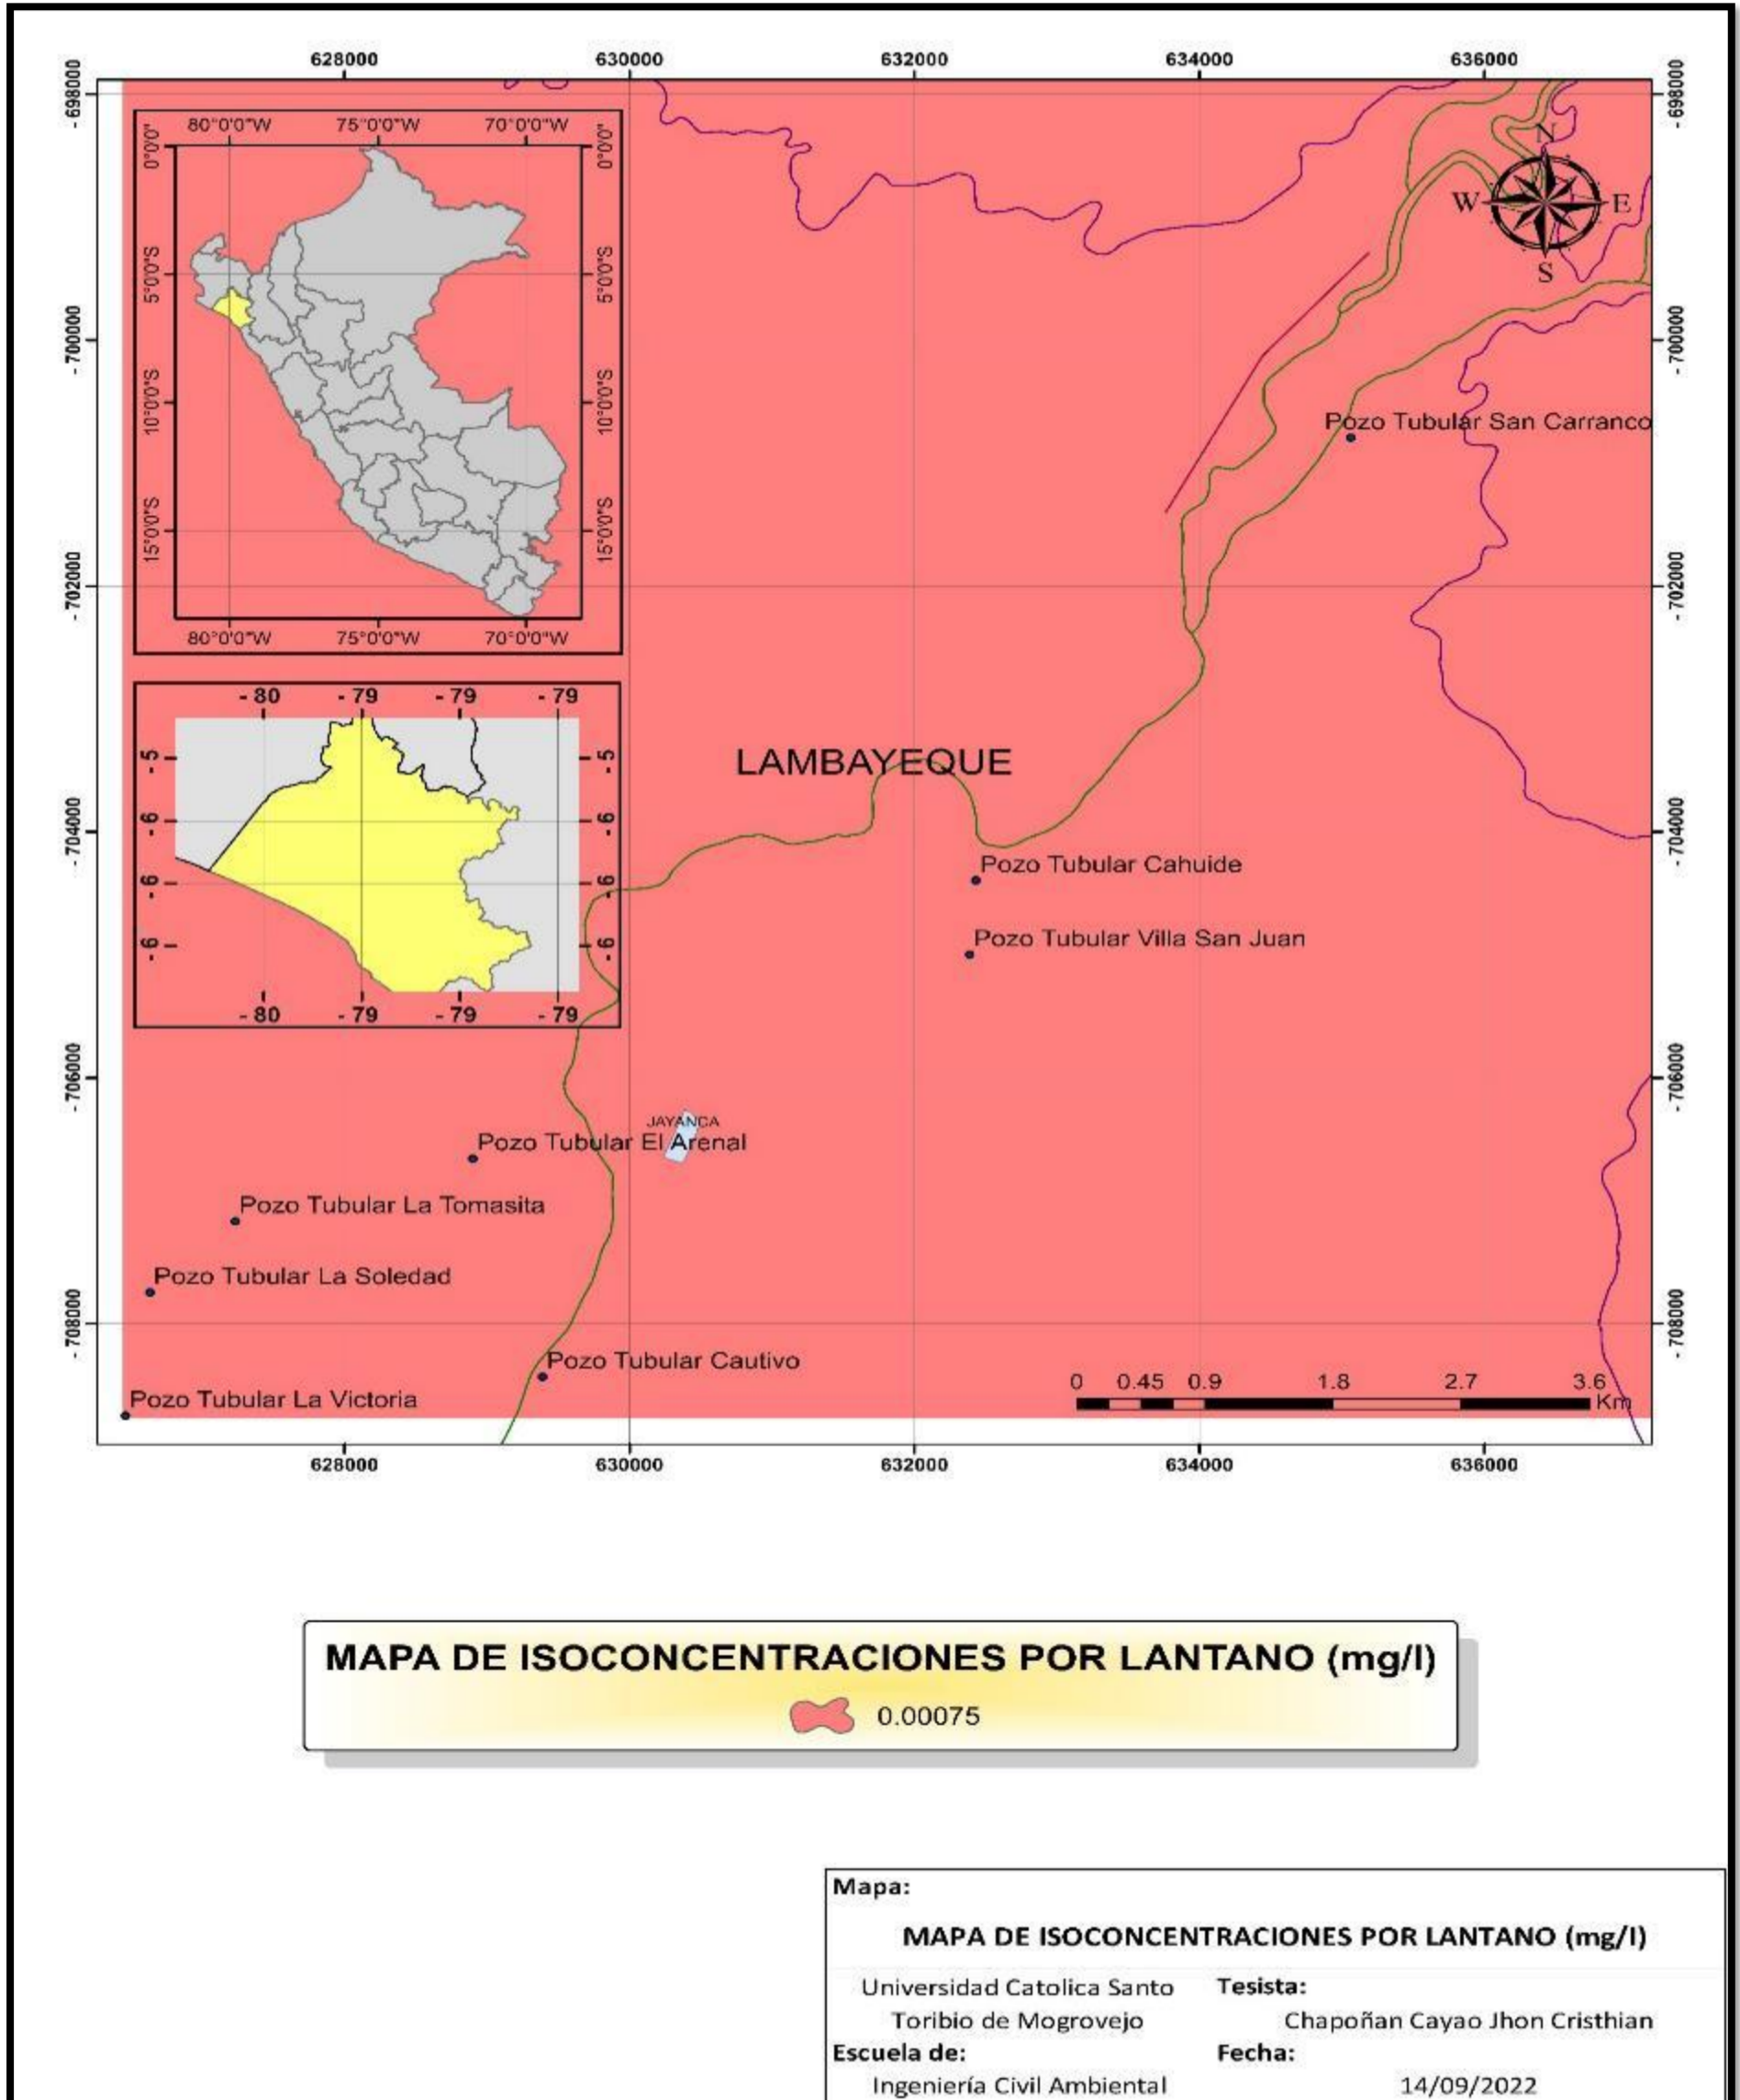 628000 630000 632000 634000 636000
- 698000
- 698000
80°0'0"W 75°0'0"W 70°0'0"W
0°0'0"
0°0'0"
N
W E
S
5°0'0"S
5°0'0"S
- 700000
- 700000
10°0'0"S
10°0'0"S
Pozo Tubular San Carranco
15°0'0"S
15°0'0"S
- 702000
- 702000
80°0'0"W 75°0'0"W 70°0'0"W
- 80 - 79 - 79 - 79
- 5
- 5
LAMBAYEQUE
- 6
- 6
- 704000
- 704000
Pozo Tubular Cahuide
- 6
- 6
Pozo Tubular Villa San Juan
- 6
- 6
- 80 - 79 - 79 - 79
- 706000
- 706000
JAYANCA
Pozo Tubular El Arenal
Pozo Tubular La Tomasita
Pozo Tubular La Soledad
- 708000
- 708000
Pozo Tubular Cautivo
0 0.45 0.9 1.8 2.7 3.6
Km
Pozo Tubular La Victoria
628000 630000 632000 634000 636000
MAPA DE ISOCONCENTRACIONES POR LANTANO (mg/l)
0.00075
Mapa:
MAPA DE ISOCONCENTRACIONES POR LANTANO (mg/l)
Universidad Catolica Santo Tesista:
Toribio de Mogrovejo Chapoñan Cayao Jhon Cristhian
Escuela de: Fecha:
Ingeniería Civil Ambiental 14/09/2022